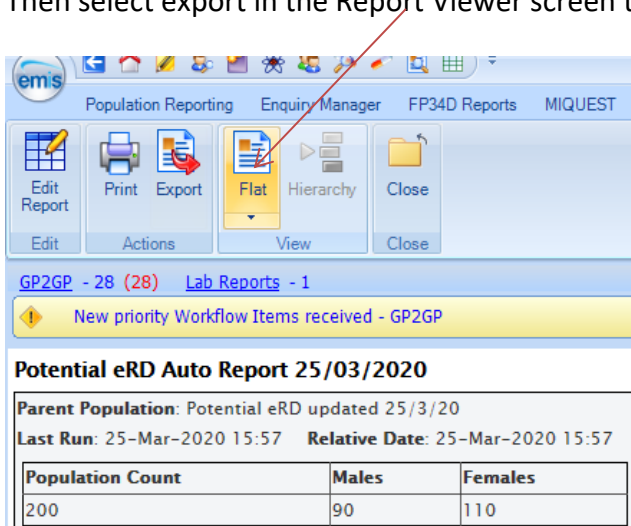 Then select export in the Report Viewer screen
emis
Population Reporting Enquiry Manager FP34D Reports MIQUEST
Edit Report Print Export Flat Hierarchy Close
Edit Actions View Close
GP2GP - 28 (28) Lab Reports - 1
New priority Workflow Items received - GP2GP
Potential eRD Auto Report 25/03/2020
Parent Population: Potential eRD updated 25/3/20
Last Run: 25-Mar-2020 15:57 Relative Date: 25-Mar-2020 15:57
Population Count Males Females
200 90 110